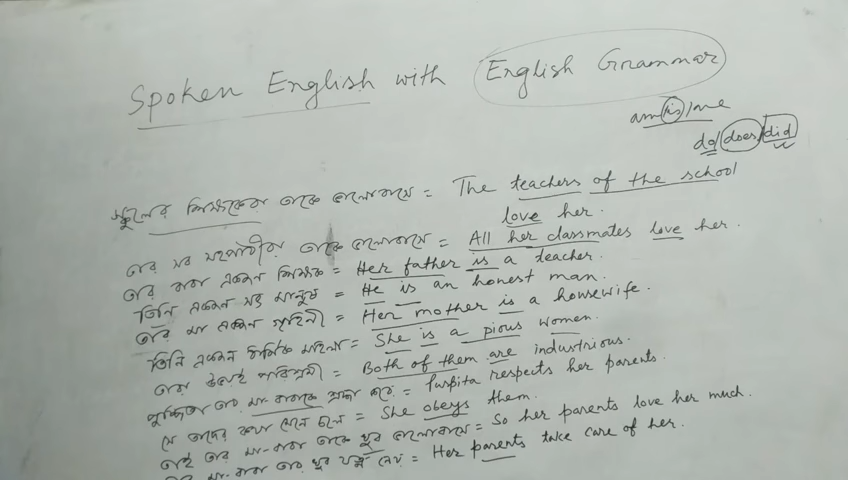 Spoken English with English Grammar
am/is/are
do/does/did
স্কুলের শিক্ষকেরা তাকে ভালোবাসে = The teachers of the school
love her.
তার সব সহপাঠীরা তাকে ভালোবাসে = All her classmates love her.
তার বাবা একজন শিক্ষক = Her father is a teacher.
তিনি একজন সৎ মানুষ = He is an honest man.
তাঁর মা একজন গৃহিনী = Her mother is a housewife.
তিনি একজন ধার্মিক মহিলা = She is a pious women.
তারা উভয়ই পরিশ্রমী = Both of them are industrious.
পুষ্পিতা তার মা-বাবাকে শ্রদ্ধা করে = Puspita respects her parents.
সে তাদের কথা মেনে চলে = She obeys them.
তাই তার মা-বাবা তাকে খুব ভালোবাসে = So her parents love her much.
মা-বাবা তার খুব যত্ন নেয় = Her parents take care of her.